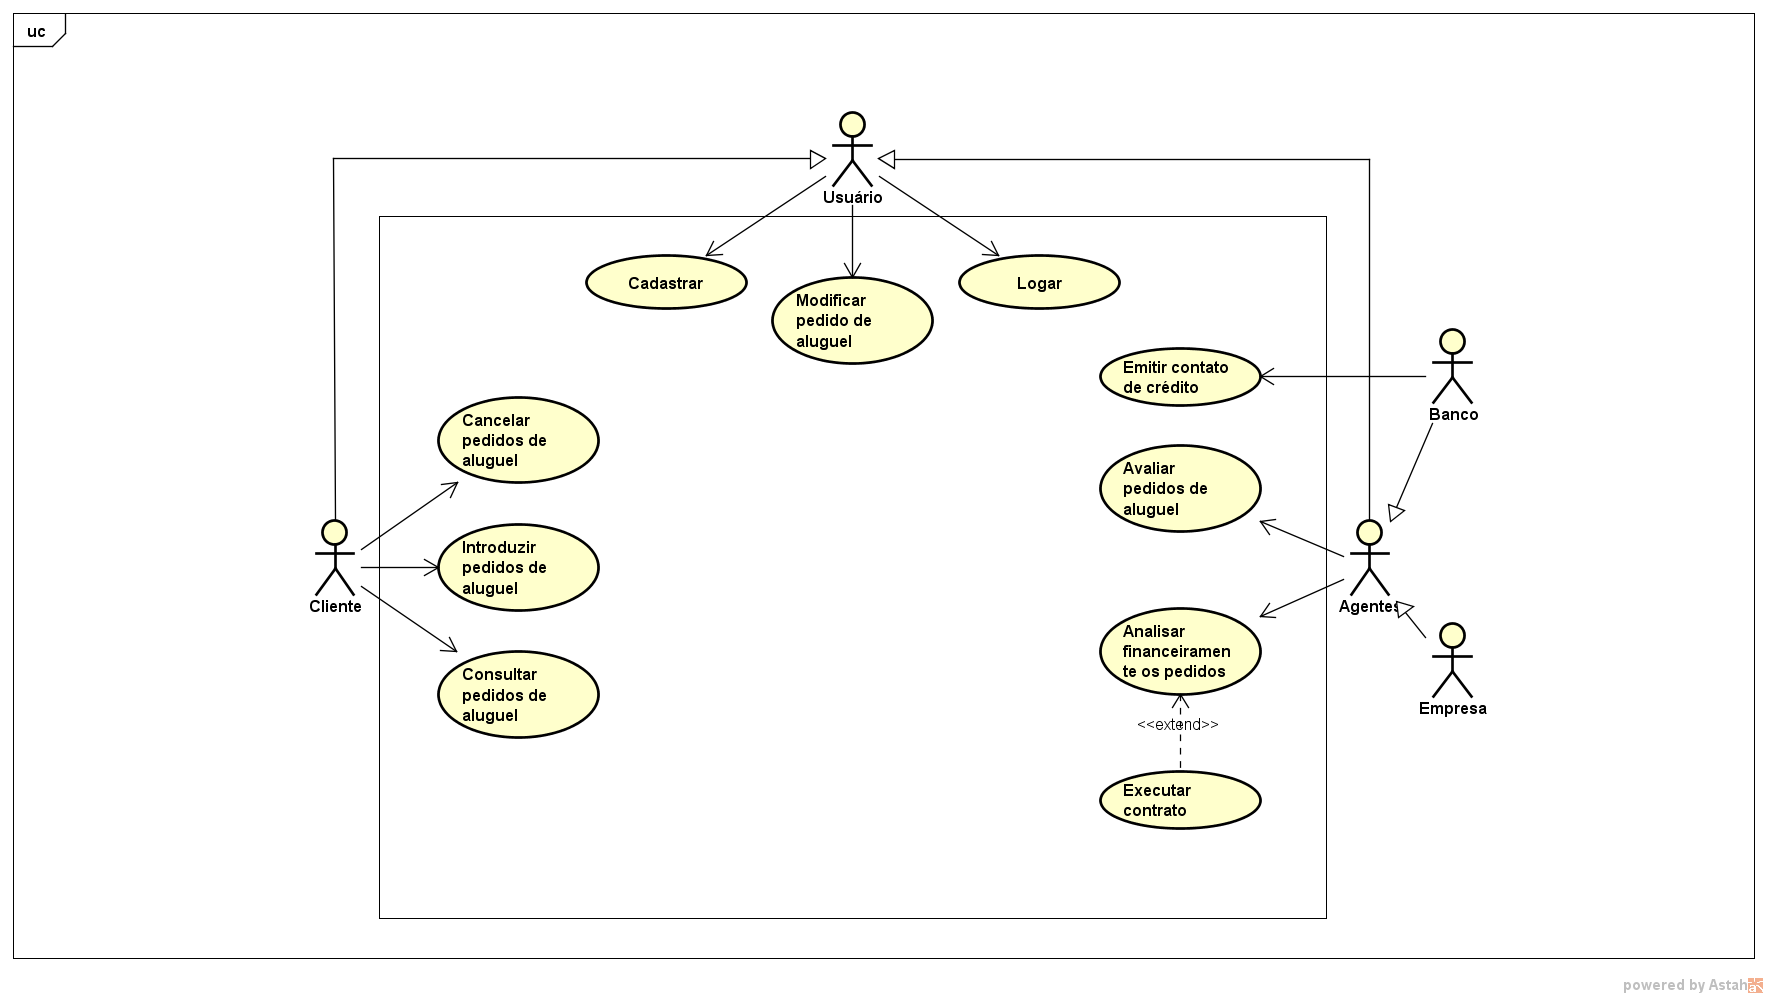 uc
Usuário
Cadastrar
Modificar
pedido de
aluguel
Logar
Emitir contato
de crédito
Banco
Cancelar
pedidos de
aluguel
Avaliar
pedidos de
aluguel
Introduzir
pedidos de
aluguel
Cliente
Agentes
Analisar
financeiramen
te os pedidos
Consultar
pedidos de
aluguel
Empresa
<<extend>>
Executar
contrato
powered by Astah